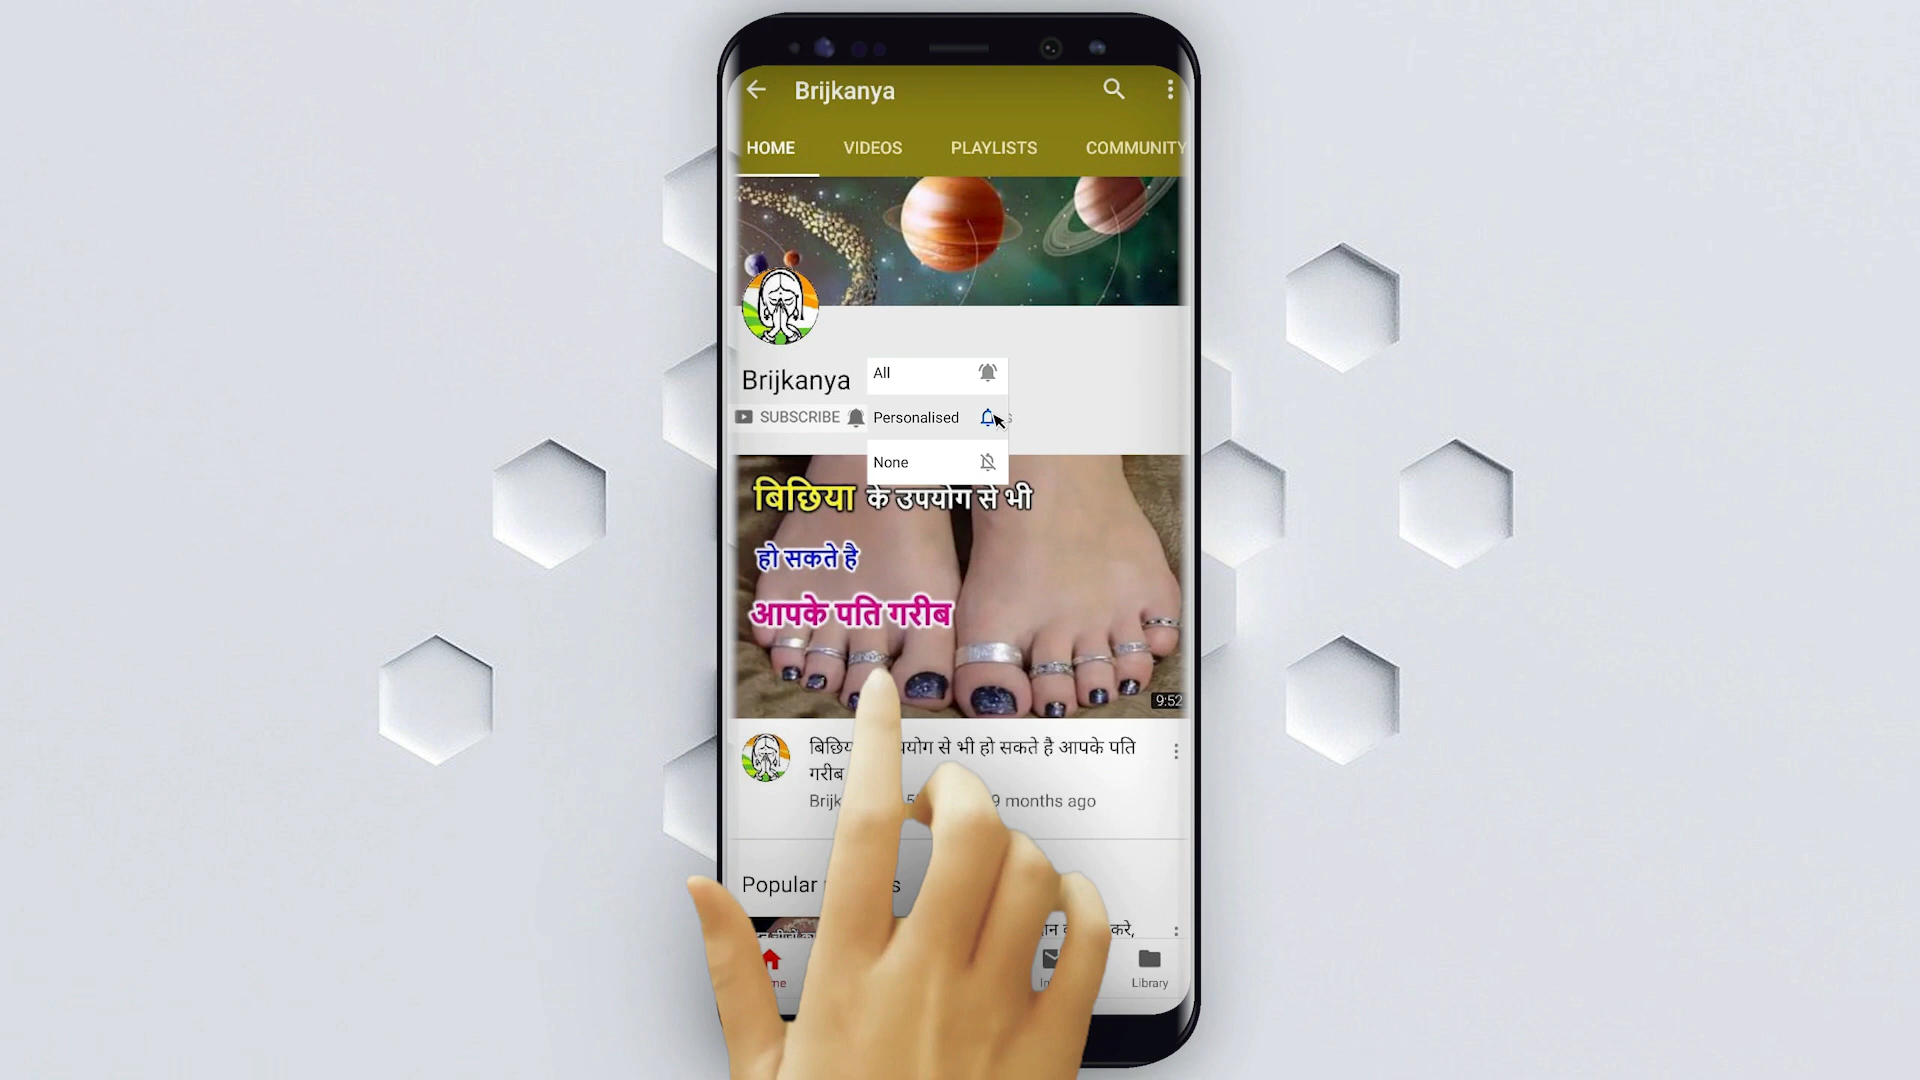 Brijkanya
HOME VIDEOS PLAYLISTS COMMUNITY
Brijkanya
All
SUBSCRIBE
Personalised
None
बिछिया के उपयोग से भी
हो सकते है
आपके पति गरीब
9:52
से भी हो सकते है आपके पति
गरीब
9 months ago
Popular
करे,
Library